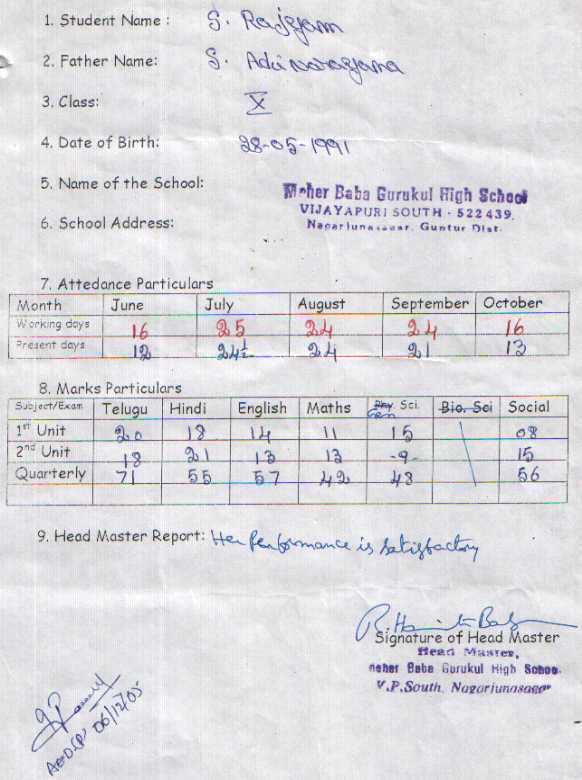 1. Student Name : S. Rajyam
2. Father Name: S. Adi narayana
3. Class: X
4. Date of Birth: 28-05-1991
5. Name of the School: Meher Baba Gurukul High School
VIJAYAPURI SOUTH - 522 439.
6. School Address: Nagarjunasagar, Guntur Dist.
7. Attedance Particulars
Month June July August September October
Working days 16 25 24 24 16
Present days 12 24½ 24 21 13
8. Marks Particulars
Subject/Exam Telugu Hindi English Maths Phy. Sci. Gen Bio. Sci Social
1st Unit 20 18 14 11 15 08
2nd Unit 18 21 13 13 -9- 15
Quarterly 71 55 57 42 48 56
9. Head Master Report: Her performance is satisfactory
Signature of Head Master
Head Master,
Meher Baba Gurukul High School
V.P.South, Nagarjunasagar
06/12/05